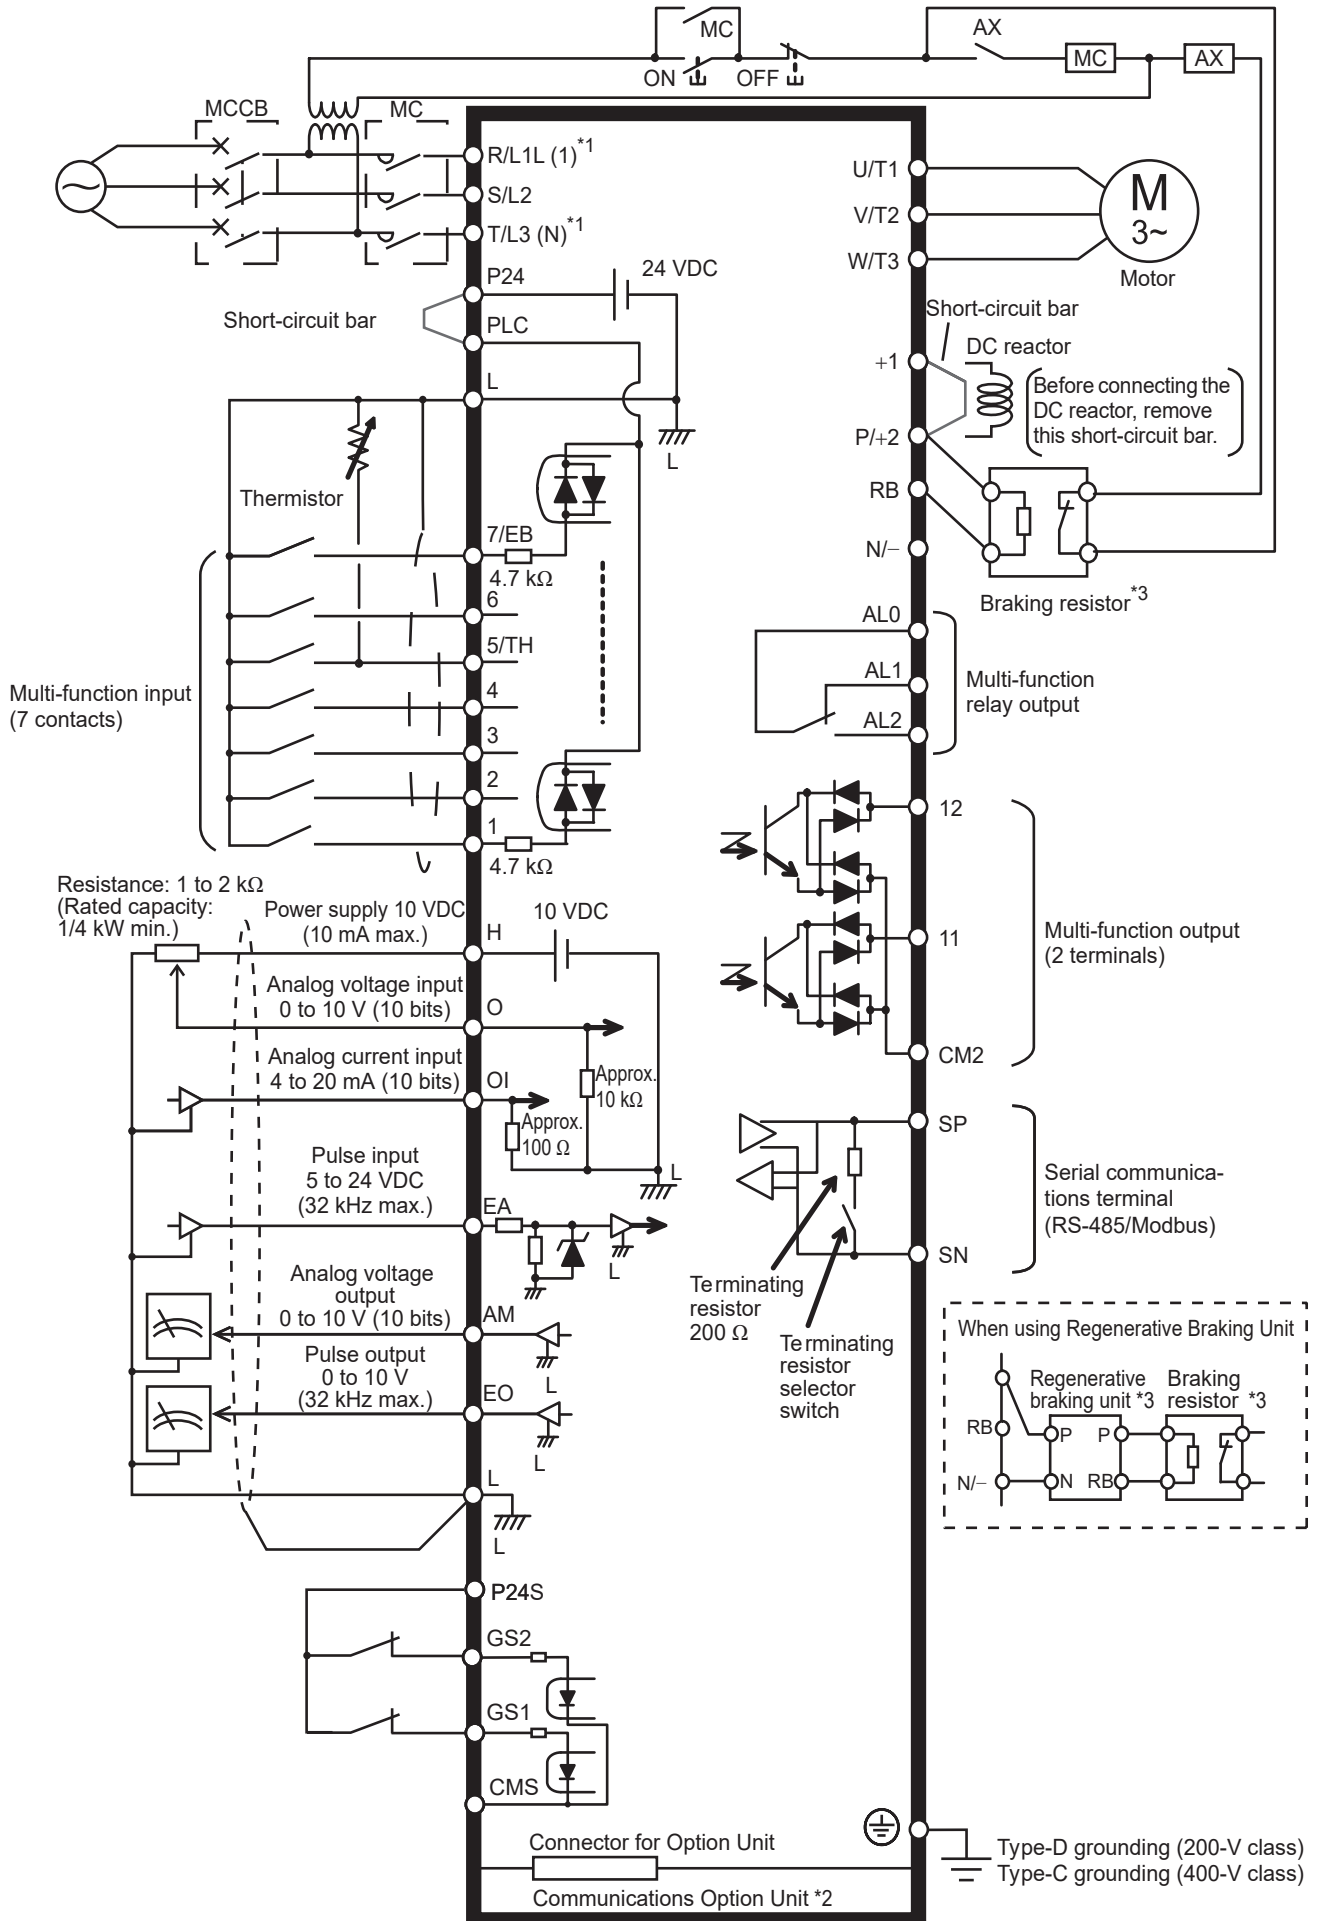 MC
AX
ON
OFF
MC
AX
MCCB
MC
R/L1L (1)*1
S/L2
T/L3 (N)*1
U/T1
V/T2
W/T3
M
3~
Motor
P24
24 VDC
Short-circuit bar
PLC
L
L
Short-circuit bar
DC reactor
+1
Before connecting the
DC reactor, remove
this short-circuit bar.
P/+2
RB
N/−
Braking resistor*3
Thermistor
7/EB
4.7 kΩ
6
5/TH
4
3
2
1
4.7 kΩ
Multi-function input
(7 contacts)
AL0
AL1
AL2
Multi-function
relay output
12
11
CM2
Multi-function output
(2 terminals)
Resistance: 1 to 2 kΩ
(Rated capacity:
1/4 kW min.)
Power supply 10 VDC
(10 mA max.)
H
10 VDC
Analog voltage input
0 to 10 V (10 bits)
O
Approx.
10 kΩ
Analog current input
4 to 20 mA (10 bits)
OI
Approx.
100 Ω
L
Pulse input
5 to 24 VDC
(32 kHz max.)
EA
L
Analog voltage
output
0 to 10 V (10 bits)
AM
L
Pulse output
0 to 10 V
(32 kHz max.)
EO
L
L
L
SP
SN
Serial communica-
tions terminal
(RS-485/Modbus)
Te rminating
resistor
200 Ω
Te rminating
resistor
selector
switch
When using Regenerative Braking Unit
Regenerative
braking unit *3
Braking
resistor *3
RB
P
P
N/−
N
RB
P24S
GS2
GS1
CMS
Connector for Option Unit
Communications Option Unit *2
Type-D grounding (200-V class)
Type-C grounding (400-V class)